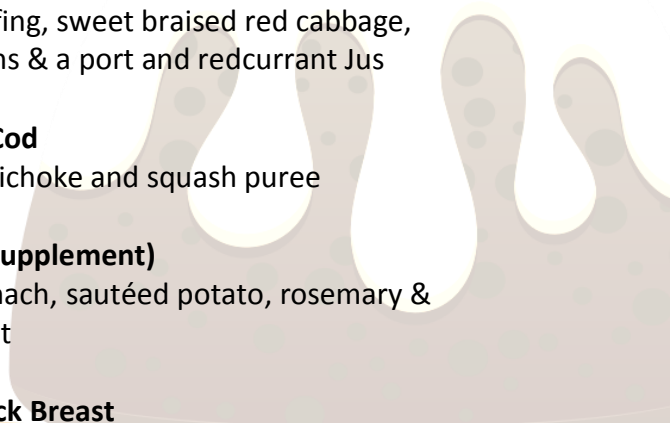 fing, sweet braised red cabbage,
ns & a port and redcurrant Jus
Cod
ichoke and squash puree
upplement)
nach, sautéed potato, rosemary &
t
ck Breast